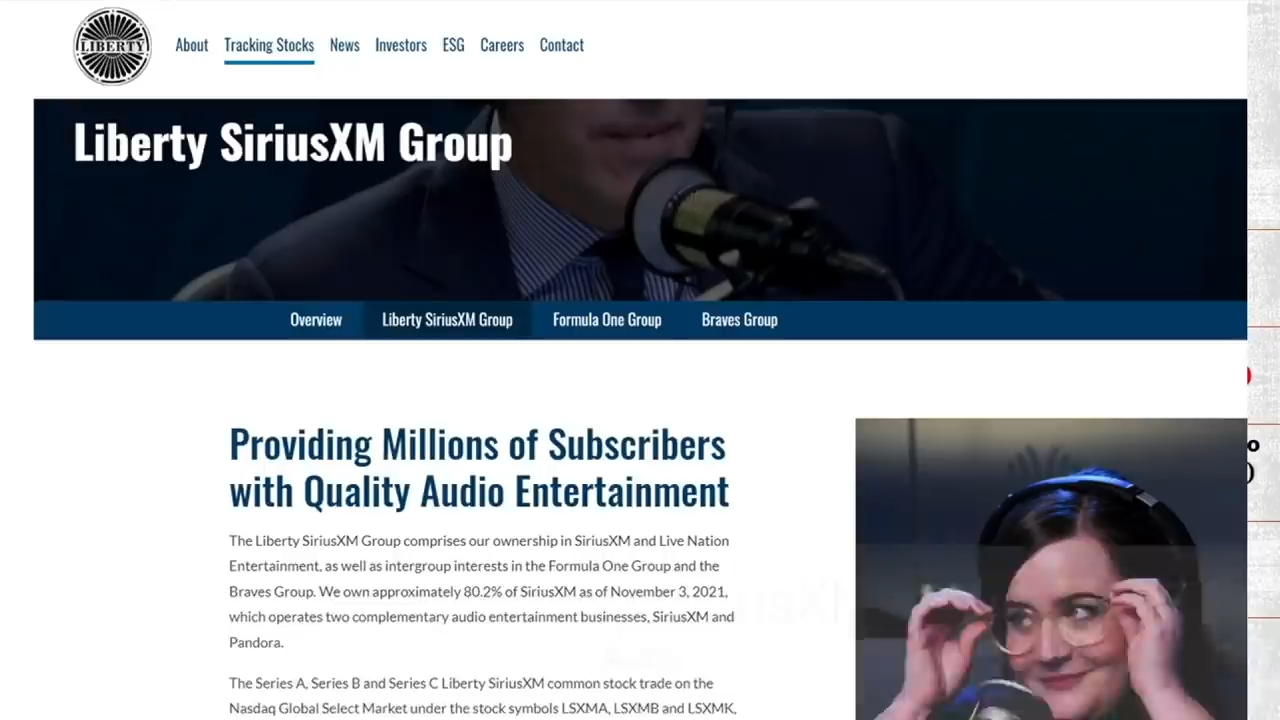 LIBERTY
About Tracking Stocks News Investors ESG Careers Contact
Liberty SiriusXM Group
Overview Liberty SiriusXM Group Formula One Group Braves Group
Providing Millions of Subscribers
with Quality Audio Entertainment
The Liberty SiriusXM Group comprises our ownership in SiriusXM and Live Nation
Entertainment, as well as intergroup interests in the Formula One Group and the
Braves Group. We own approximately 80.2% of SiriusXM as of November 3, 2021,
which operates two complementary audio entertainment businesses, SiriusXM and
Pandora.
The Series A, Series B and Series C Liberty SiriusXM common stock trade on the
Nasdaq Global Select Market under the stock symbols LSXMA, LSXMB and LSXMK,